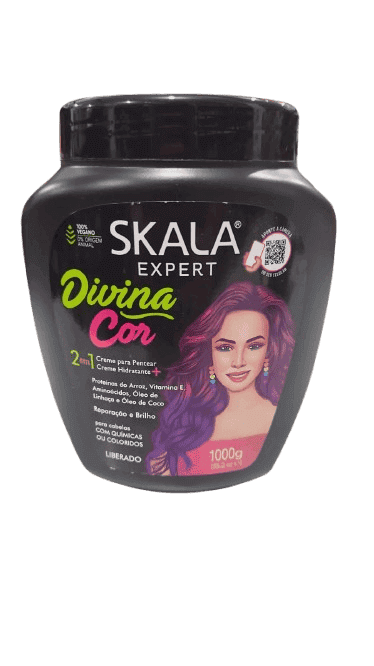 100%
VEGANO
0% ORIGEM
ANIMAL
SKALA®
EXPERT
Divina
Cor
2 em 1 Creme para Pentear
Creme Hidratante +
Proteínas do Arroz, Vitamina E,
Aminoácidos, Óleo de
Linhaça e Óleo de Coco
Reparação e Brilho
para cabelos
COM QUÍMICAS
OU COLORIDOS
LIBERADO
1000g